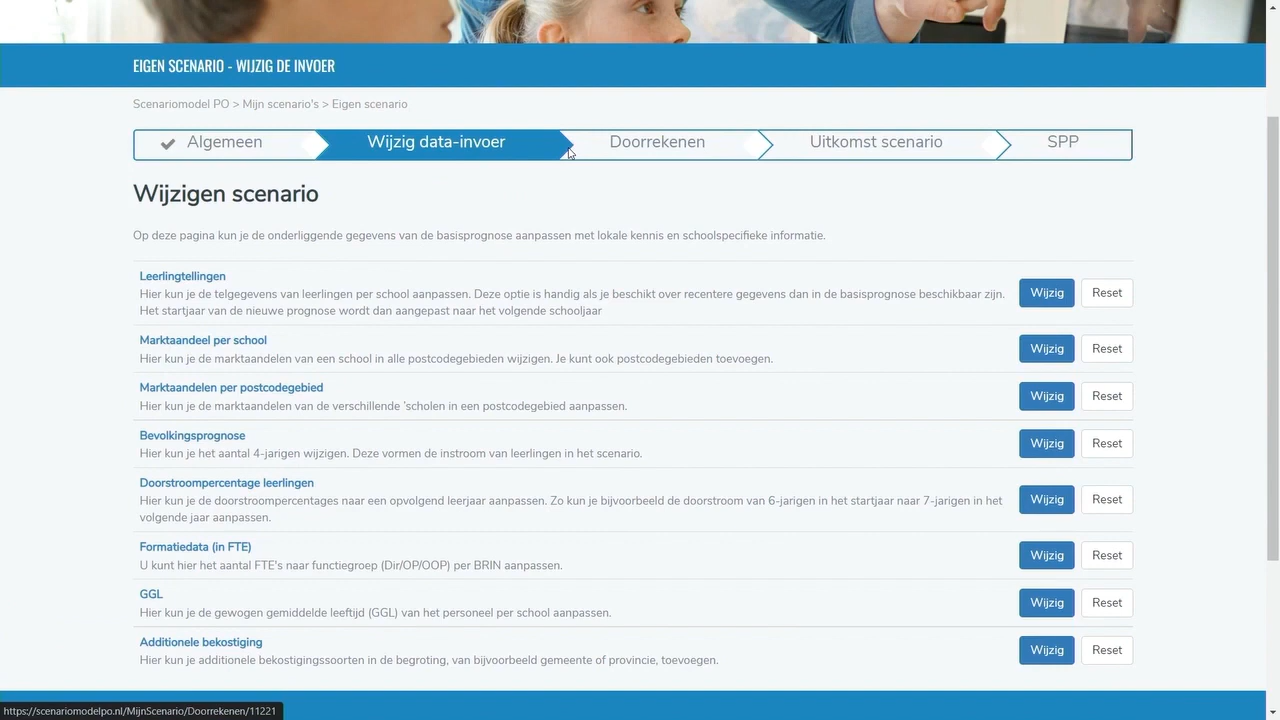 EIGEN SCENARIO - WIJZIG DE INVOER
Scenariomodel PO > Mijn scenario's > Eigen scenario
Algemeen
Wijzig data-invoer
Doorrekenen
Uitkomst scenario
SPP
Wijzigen scenario
Op deze pagina kun je de onderliggende gegevens van de basisprognose aanpassen met lokale kennis en schoolspecifieke informatie.
Leerlingtellingen
Hier kun je de telgegevens van leerlingen per school aanpassen. Deze optie is handig als je beschikt over recentere gegevens dan in de basisprognose beschikbaar zijn.
Het startjaar van de nieuwe prognose wordt dan aangepast naar het volgende schooljaar
Wijzig
Reset
Marktaandeel per school
Hier kun je de marktaandelen van een school in alle postcodegebieden wijzigen. Je kunt ook postcodegebieden toevoegen.
Wijzig
Reset
Marktaandelen per postcodegebied
Hier kun je de marktaandelen van de verschillende 'scholen in een postcodegebied aanpassen.
Wijzig
Reset
Bevolkingsprognose
Hier kun je het aantal 4-jarigen wijzigen. Deze vormen de instroom van leerlingen in het scenario.
Wijzig
Reset
Doorstroompercentage leerlingen
Hier kun je de doorstroompercentages naar een opvolgend leerjaar aanpassen. Zo kun je bijvoorbeeld de doorstroom van 6-jarigen in het startjaar naar 7-jarigen in het
volgende jaar aanpassen.
Wijzig
Reset
Formatiedata (in FTE)
U kunt hier het aantal FTE's naar functiegroep (Dir/OP/OOP) per BRIN aanpassen.
Wijzig
Reset
GGL
Hier kun je de gewogen gemiddelde leeftijd (GGL) van het personeel per school aanpassen.
Wijzig
Reset
Additionele bekostiging
Hier kun je additionele bekostigingssoorten in de begroting, van bijvoorbeeld gemeente of provincie, toevoegen.
Wijzig
Reset
https://scenariomodelpo.nl/MijnScenario/Doorrekenen/11221